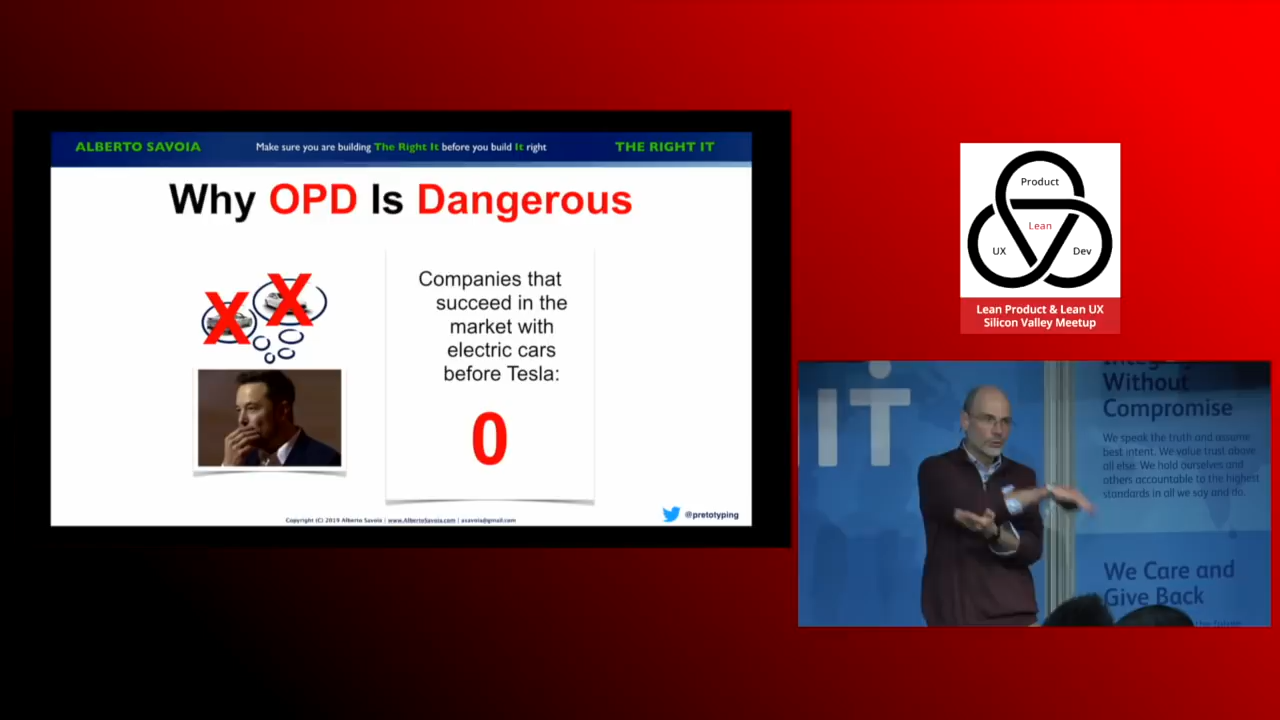 ALBERTO SAVOIA
Make sure you are building The Right It before you build It right
THE RIGHT IT
Why OPD Is Dangerous
X X
Companies that
succeed in the
market with
electric cars
before Tesla:
0
Copyright (C) 2019 Alberto Savoia | www.AlbertoSavoia.com | asavoia@gmail.com
@pretotyping
Product
Lean
UX
Dev
Lean Product & Lean UX
Silicon Valley Meetup
IT
Without
Compromise
We speak the truth and assume
best intent. We value trust above
all else. We hold ourselves and
others accountable to the highest
standards in all we say and do.
We Care and
Give Back